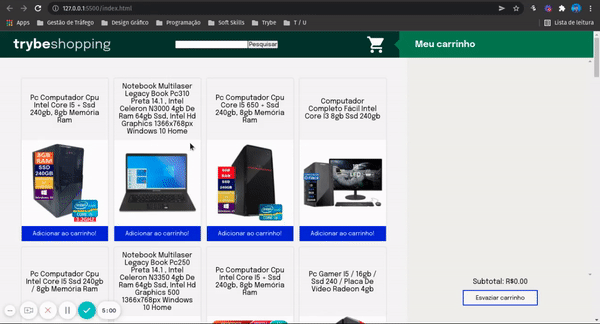 127.0.0.1:5500/index.html
Apps
Gestão de Tráfego
Design Gráfico
Programação
Soft Skills
Trybe
T / U
Lista de leitura
trybeshopping
Pesquisar
Meu carrinho
Pc Computador Cpu
Intel Core I5 + Ssd
240gb, 8gb Memória
Ram
Notebook Multilaser
Legacy Book Pc310
Preta 14.1 , Intel
Celeron N3000 4gb De
Ram 64gb Ssd, Intel Hd
Graphics 1366x768px
Windows 10 Home
Pc Computador Cpu
Core I5 650 + Ssd
240gb, 8gb Memória
Ram
Computador
Completo Fácil Intel
Core I3 8gb Ssd 240gb
8GB
RAM
SSD
240GB
Adicionar ao carrinho!
Adicionar ao carrinho!
Adicionar ao carrinho!
Adicionar ao carrinho!
Pc Computador Cpu
Intel Core I5 Ssd 240gb
/ 8gb Memória Ram
Notebook Multilaser
Legacy Book Pc250
Preta 14.1 , Intel
Celeron N3350 4gb De
Ram 64gb Ssd, Intel Hd
Graphics 500
1366x768px Windows
10 Home
Pc Computador Cpu
Intel Core I5 +
240gb, 8gb Memória
Ram
Pc Gamer I5 / 16gb /
Ssd 240 / Placa De
Vídeo Radeon 4gb
Subtotal: R$0.00
Esvaziar carrinho
5:00